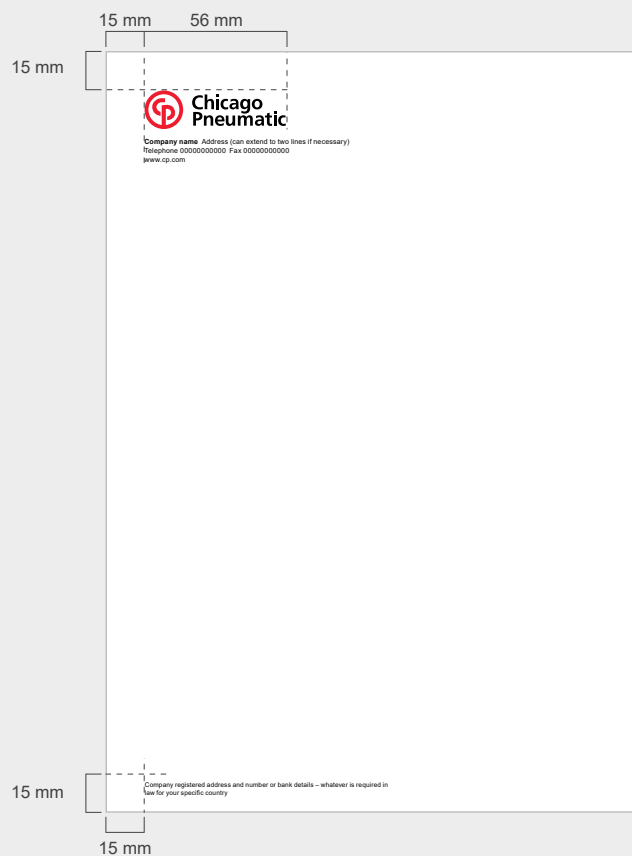 15 mm 56 mm
15 mm
Chicago
Pneumatic
Company name Address (can extend to two lines if necessary)
Telephone 00000000000 Fax 00000000000
www.cp.com
Company registered address and number or bank details – whatever is required in
law for your specific country
15 mm
15 mm